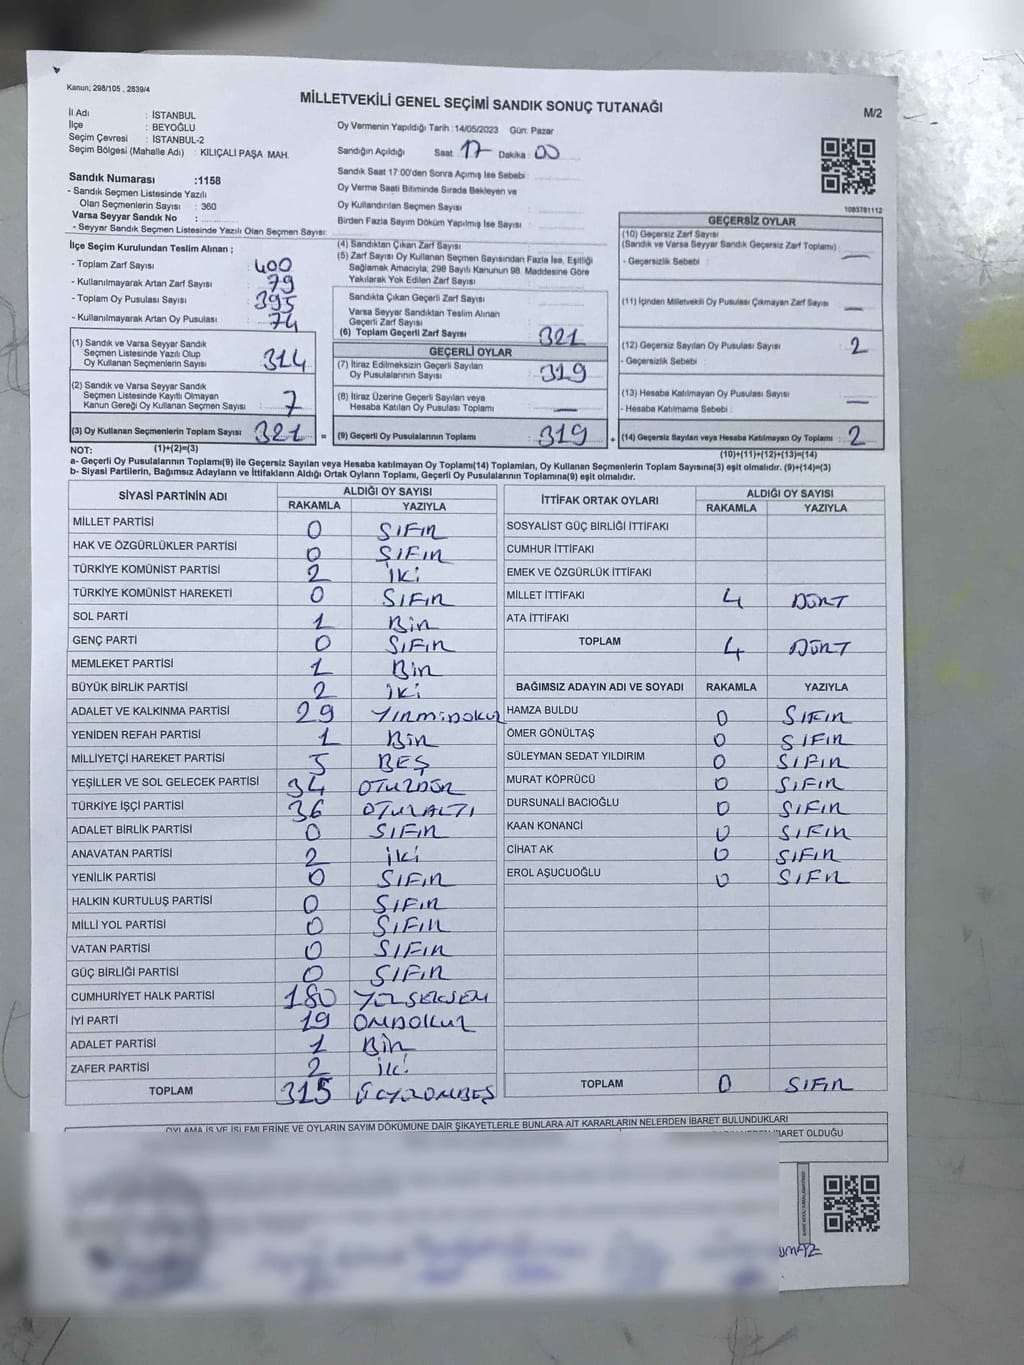 Kanun; 298/105 , 2839/4
MİLLETVEKİLİ GENEL SEÇİMİ SANDIK SONUÇ TUTANAĞI
M/2
İl Adı : İSTANBUL
İlçe : BEYOĞLU
Seçim Çevresi : İSTANBUL-2
Seçim Bölgesi (Mahalle Adı) : KILIÇALİ PAŞA MAH.
Oy Vermenin Yapıldığı Tarih :14/05/2023 Gün: Pazar
Sandığın Açıldığı Saat 17 Dakika : 00
Sandık Saat 17:00'den Sonra Açımış İse Sebebi :
Oy Verme Saati Bitiminde Sırada Bekleyen ve
Oy Kullandırılan Seçmen Sayısı :
Birden Fazla Sayım Döküm Yapılmış İse Sayısı :
1083791112
Sandık Numarası :1158
- Sandık Seçmen Listesinde Yazılı
Olan Seçmenlerin Sayısı : 360
Varsa Seyyar Sandık No :
- Seyyar Sandık Listesinde Yazılı Olan Seçmen Sayısı:
İlçe Seçim Kurulundan Teslim Alınan ;
- Toplam Zarf Sayısı : 400
- Kullanılmayarak Artan Zarf Sayısı : 79
- Toplam Oy Pusulası Sayısı : 395
- Kullanılmayarak Artan Oy Pusulası : 74
(1) Sandık ve Varsa Seyyar Sandık
Seçmen Listesinde Yazılı Olup
Oy Kullanan Seçmenlerin Sayısı : 314
(2) Sandık ve Varsa Seyyar Sandık
Seçmen Listesinde Kayıtlı Olmayan
Kanun Gereği Oy Kullanan Seçmen Sayısı : 7
(3) Oy Kullanan Seçmenlerin Toplam Sayısı : 321 =
(1)+(2)=(3)
(4) Sandıktan Çıkan Zarf Sayısı :
(5) Zarf Sayısı Oy Kullanan Seçmen Sayısından Fazla İse, Eşitliği
Sağlamak Amacıyla; 298 Sayılı Kanunun 98. Maddesine Göre
Yakılarak Yok Edilen Zarf Sayısı :
Sandıkta Çıkan Geçerli Zarf Sayısı :
Varsa Seyyar Sandıktan Teslim Alınan
Geçerli Zarf Sayısı :
(6) Toplam Geçerli Zarf Sayısı : 321
GEÇERLİ OYLAR
(7) İtiraz Edilmeksizin Geçerli Sayılan
Oy Pusulalarının Sayısı : 319
(8) İtiraz Üzerine Geçerli Sayılan veya
Hesaba Katılan Oy Pusulası Toplamı : —
(9) Geçerli Oy Pusulalarının Toplamı : 319 +
GEÇERSİZ OYLAR
(10) Geçersiz Zarf Sayısı
(Sandık ve Varsa Seyyar Sandık Geçersiz Zarf Toplamı) : —
- Geçersizlik Sebebi :
(11) İçinden Milletvekili Oy Pusulası Çıkmayan Zarf Sayısı : —
(12) Geçersiz Sayılan Oy Pusulası Sayısı : 2
- Geçersizlik Sebebi :
(13) Hesaba Katılmayan Oy Pusulası Sayısı : —
- Hesaba Katılmama Sebebi :
(14) Geçersiz Sayılan veya Hesaba Katılmayan Oy Toplamı : 2
(10)+(11)+(12)+(13)=(14)
NOT:
a- Geçerli Oy Pusulalarının Toplamı(9) ile Geçersiz Sayılan veya Hesaba katılmayan Oy Toplamı(14) Toplamları, Oy Kullanan Seçmenlerin Toplam Sayısına(3) eşit olmalıdır. (9)+(14)=(3)
b- Siyasi Partilerin, Bağımsız Adayların ve İttifakların Aldığı Oyların Toplamı, Geçerli Oy Pusulalarının Toplamına(9) eşit olmalıdır.
SİYASİ PARTİNİN ADI ALDIĞI OY SAYISI
RAKAMLA YAZIYLA
MİLLET PARTİSİ 0 SIFIR
HAK VE ÖZGÜRLÜKLER PARTİSİ 0 SIFIR
TÜRKİYE KOMÜNİST PARTİSİ 2 İKİ
TÜRKİYE KOMÜNİST HAREKETİ 0 SIFIR
SOL PARTİ 1 BİR
GENÇ PARTİ 0 SIFIR
MEMLEKET PARTİSİ 1 BİR
BÜYÜK BİRLİK PARTİSİ 2 İKİ
ADALET VE KALKINMA PARTİSİ 29 YİRMİDOKUZ
YENİDEN REFAH PARTİSİ 1 BİR
MİLLİYETÇİ HAREKET PARTİSİ 5 BEŞ
YEŞİLLER VE SOL GELECEK PARTİSİ 34 OTUZDÖR
TÜRKİYE İŞÇİ PARTİSİ 36 OTUZALTI
ADALET BİRLİK PARTİSİ 0 SIFIR
ANAVATAN PARTİSİ 2 İKİ
YENİLİK PARTİSİ 0 SIFIR
HALKIN KURTULUŞ PARTİSİ 0 SIFIR
MİLLİ YOL PARTİSİ 0 SIFIR
VATAN PARTİSİ 0 SIFIR
GÜÇ BİRLİĞİ PARTİSİ 0 SIFIR
CUMHURİYET HALK PARTİSİ 180 YÜZSEKSEN
İYİ PARTİ 19 ONDOKUZ
ADALET PARTİSİ 1 BİR
ZAFER PARTİSİ 2 İKİ
TOPLAM 315 ÜÇYÜZONBEŞ
İTTİFAK ORTAK OYLARI ALDIĞI OY SAYISI
RAKAMLA YAZIYLA
SOSYALİST GÜÇ BİRLİĞİ İTTİFAKI
CUMHUR İTTİFAKI
EMEK VE ÖZGÜRLÜK İTTİFAKI
MİLLET İTTİFAKI 4 DÖRT
ATA İTTİFAKI
TOPLAM 4 DÖRT
BAĞIMSIZ ADAYIN ADI VE SOYADI RAKAMLA YAZIYLA
HAMZA BULDU 0 SIFIR
ÖMER GÖNÜLTAŞ 0 SIFIR
SÜLEYMAN SEDAT YILDIRIM 0 SIFIR
MURAT KÖPRÜCÜ 0 SIFIR
DURSUNALİ BACIOĞLU 0 SIFIR
KAAN KONANCİ 0 SIFIR
CİHAT AK 0 SIFIR
EROL AŞUCUOĞLU 0 SIFIR
TOPLAM 0 SIFIR
OYLAMA İŞ VE İŞLEMLERİNE VE OYLARIN SAYIM DÖKÜMÜNE DAİR ŞİKAYETLERLE BUNLARA AİT KARARLARIN NELERDEN İBARET BULUNDUKLARI
İBARET OLDUĞU